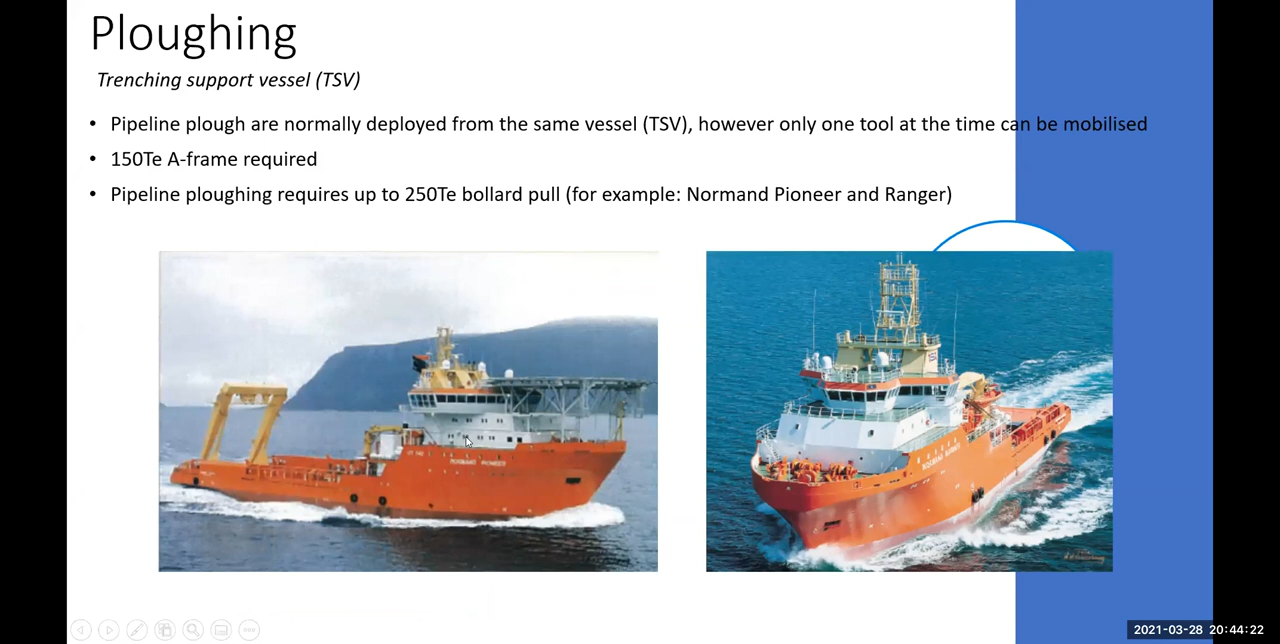 Ploughing
Trenching support vessel (TSV)
• Pipeline plough are normally deployed from the same vessel (TSV), however only one tool at the time can be mobilised
• 150Te A-frame required
• Pipeline ploughing requires up to 250Te bollard pull (for example: Normand Pioneer and Ranger)
NORMAND PIONEER
2021-03-28 20:44:22